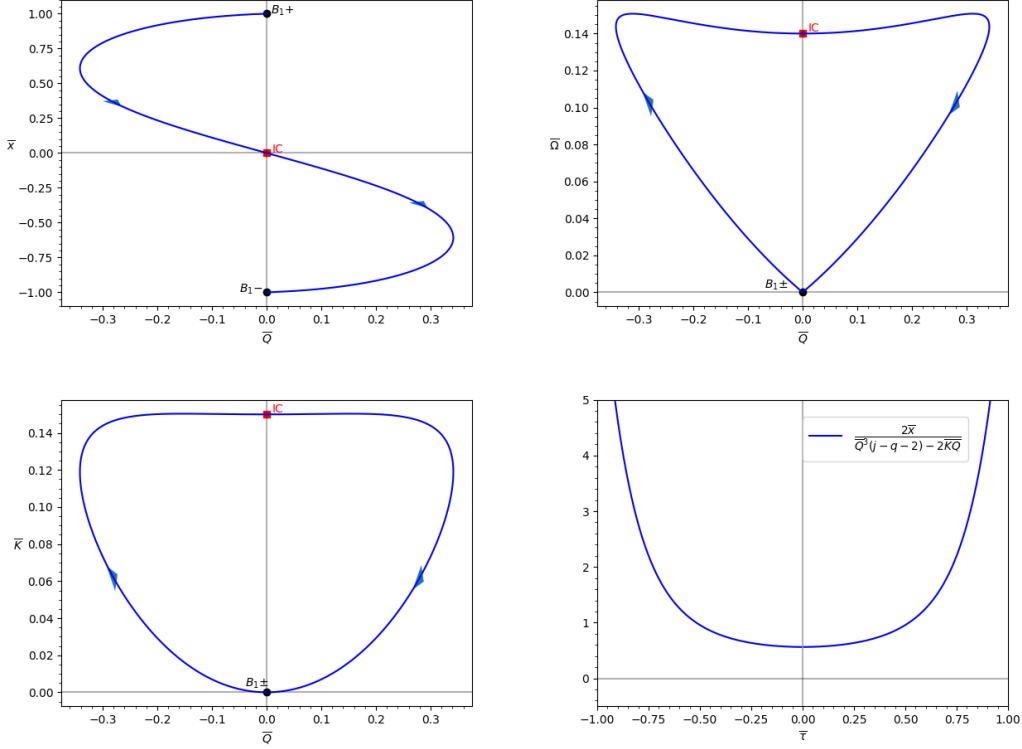 1.00
0.75
0.50
0.25
0.00
−0.25
−0.50
−0.75
−1.00
x̅
B₁+
IC
B₁−
−0.3 −0.2 −0.1 0.0 0.1 0.2 0.3
Q̅
0.14
0.12
0.10
0.08
0.06
0.04
0.02
0.00
Ω̅
IC
B₁±
−0.3 −0.2 −0.1 0.0 0.1 0.2 0.3
Q̅
0.14
0.12
0.10
0.08
0.06
0.04
0.02
0.00
K̅
IC
B₁±
−0.3 −0.2 −0.1 0.0 0.1 0.2 0.3
Q̅
5
4
3
2
1
0
2x̅
Q̅³(j − q − 2) − 2K̅Q̅
−1.00 −0.75 −0.50 −0.25 0.00 0.25 0.50 0.75 1.00
τ̅